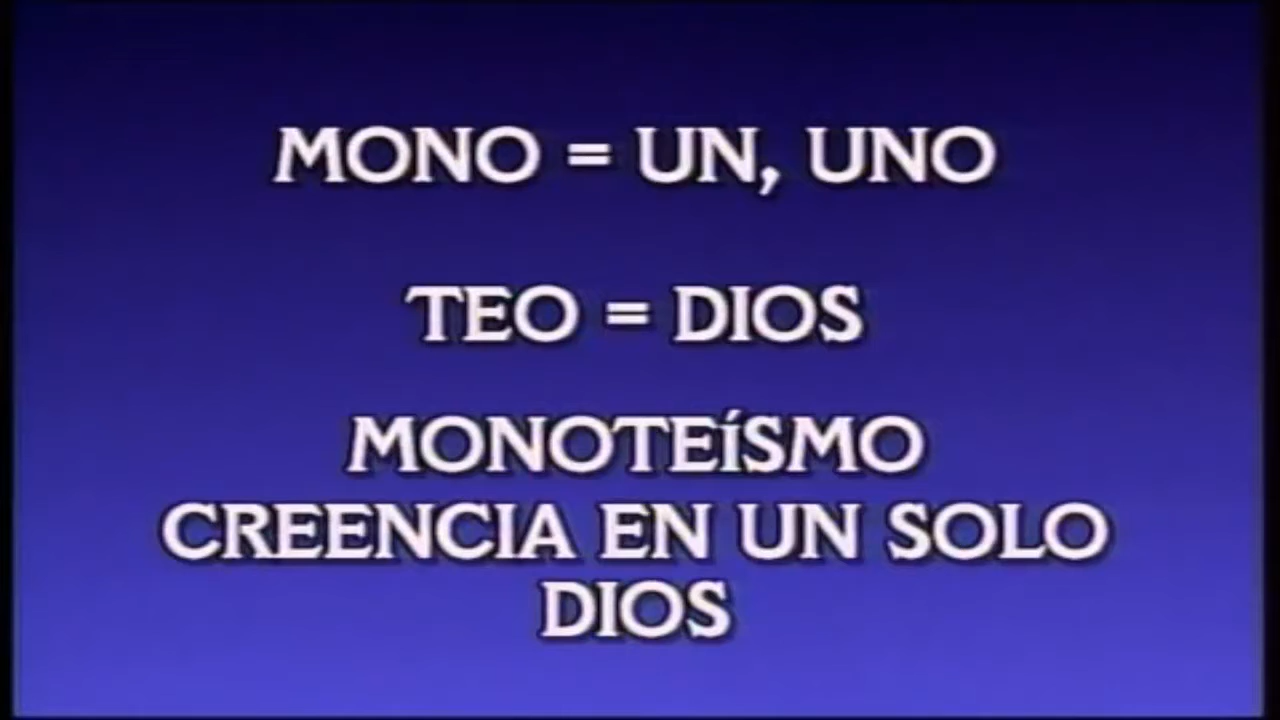 MONO = UN, UNO
TEO = DIOS
MONOTEíSMO
CREENCIA EN UN SOLO
DIOS